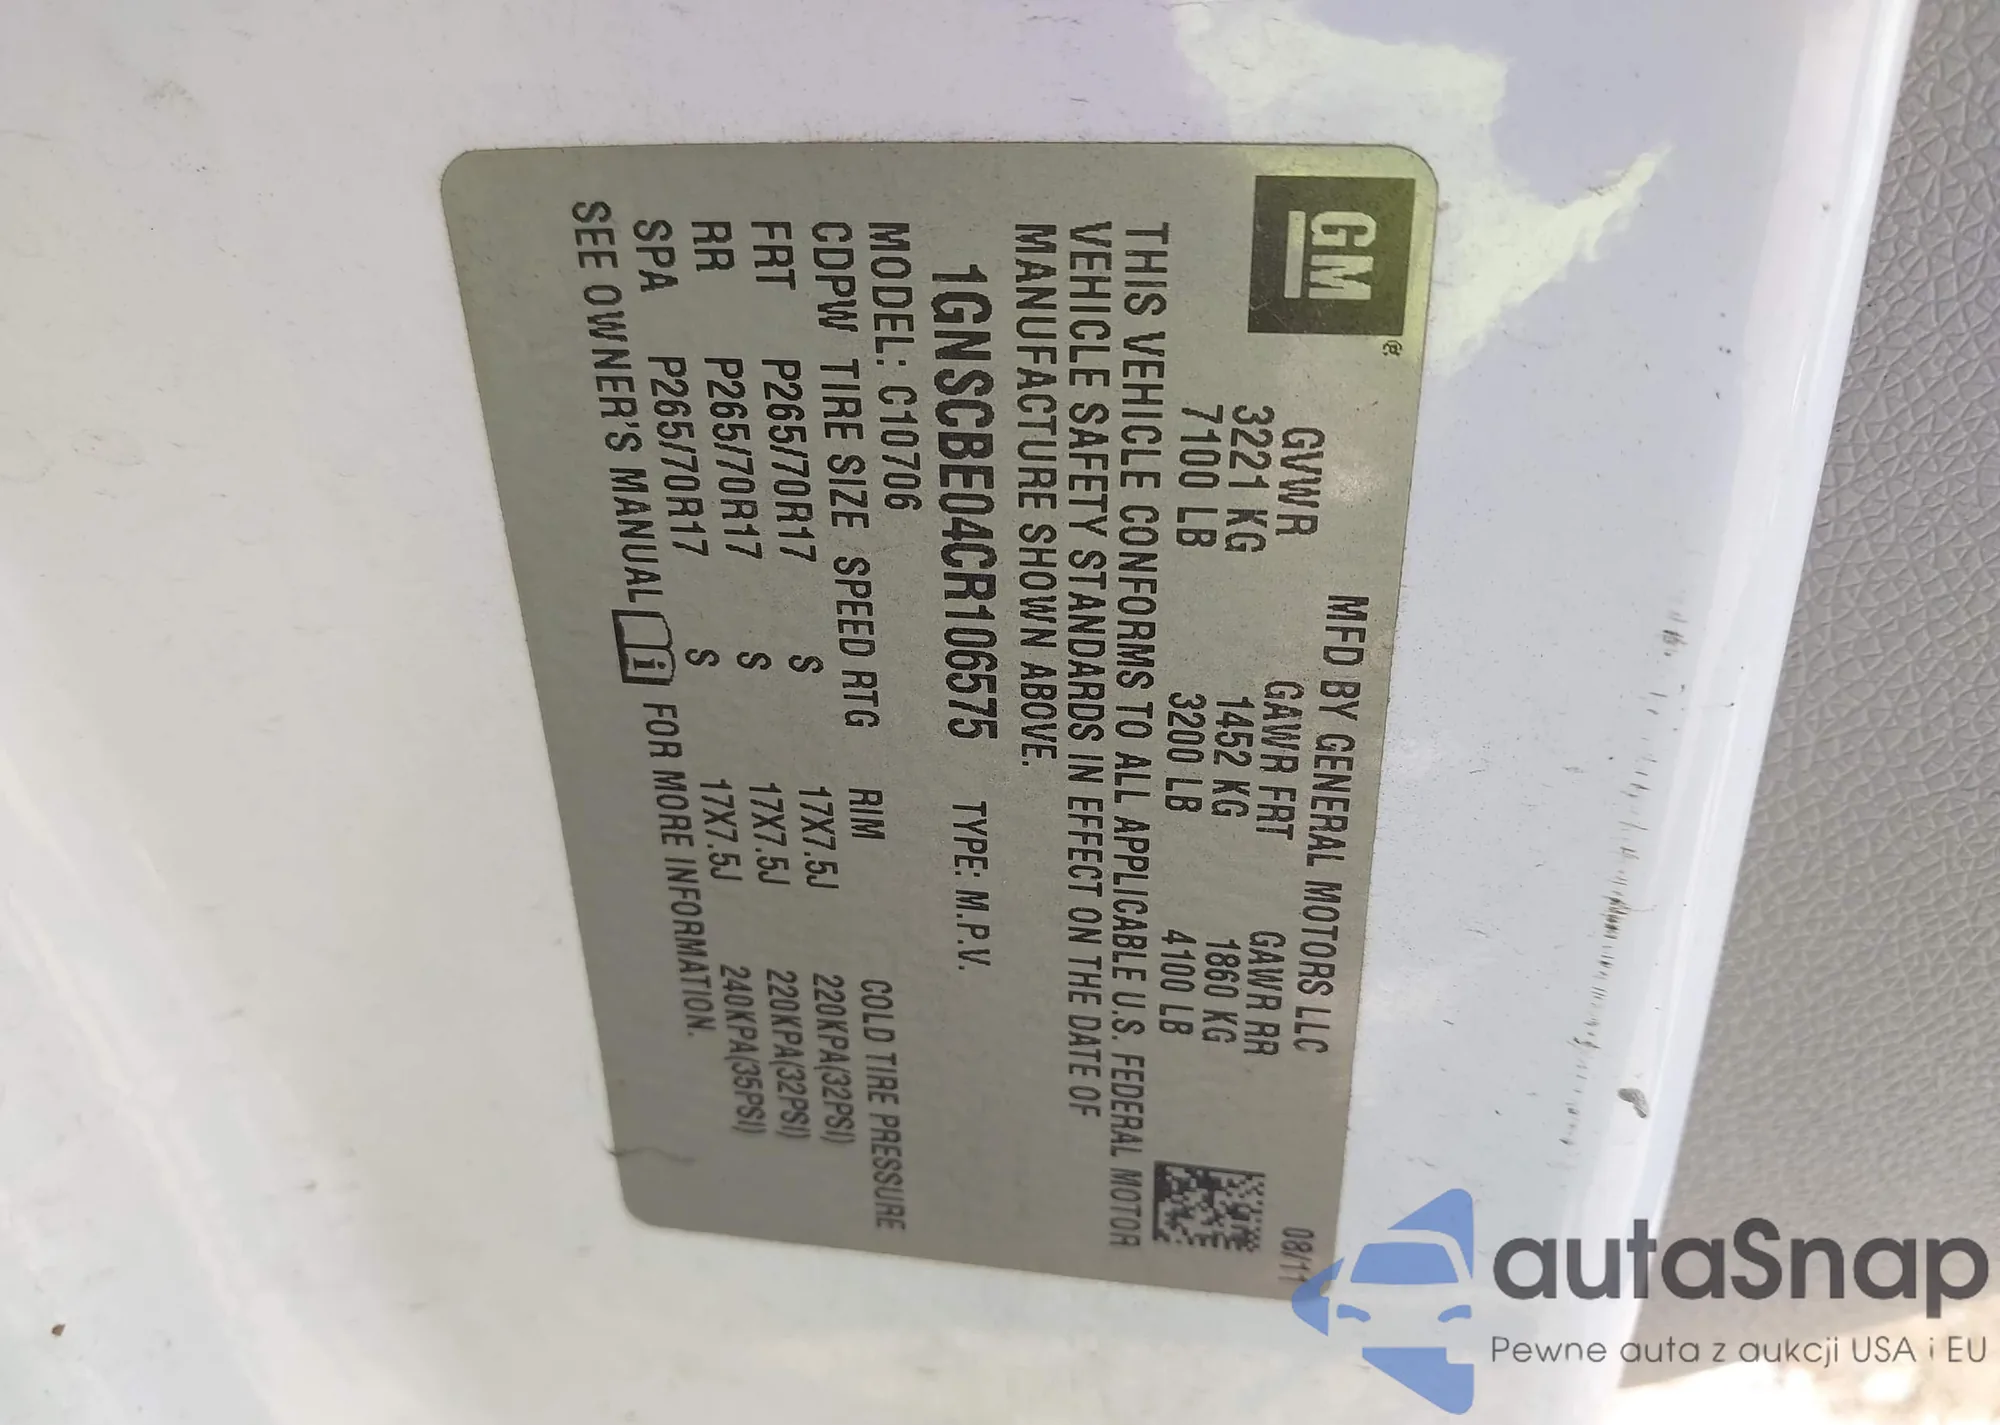 GM
®
MFD BY GENERAL MOTORS LLC 08/11
GVWR GAWR FRT GAWR RR
3221 KG 1452 KG 1860 KG
7100 LB 3200 LB 4100 LB
THIS VEHICLE CONFORMS TO ALL APPLICABLE U.S. FEDERAL MOTOR
VEHICLE SAFETY STANDARDS IN EFFECT ON THE DATE OF
MANUFACTURE SHOWN ABOVE.
1GNSCBE04CR106575 TYPE: M.P.V.
MODEL: C10706
CDPW TIRE SIZE SPEED RTG RIM COLD TIRE PRESSURE
FRT P265/70R17 S 17X7.5J 220KPA(32PSI)
RR P265/70R17 S 17X7.5J 220KPA(32PSI)
SPA P265/70R17 S 17X7.5J 240KPA(35PSI)
SEE OWNER'S MANUAL i FOR MORE INFORMATION.
autaSnap
Pewne auta z aukcji USA i EU